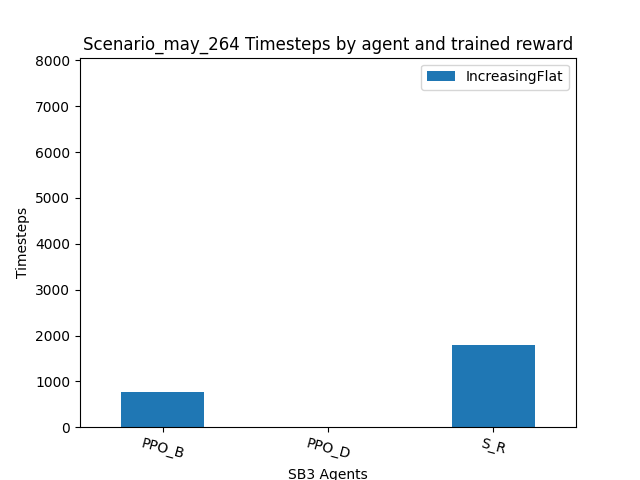 Scenario_may_264 Timesteps by agent and trained reward
IncreasingFlat
8000
7000
6000
5000
4000
3000
2000
1000
0
Timesteps
PPO_B
PPO_D
S_R
SB3 Agents